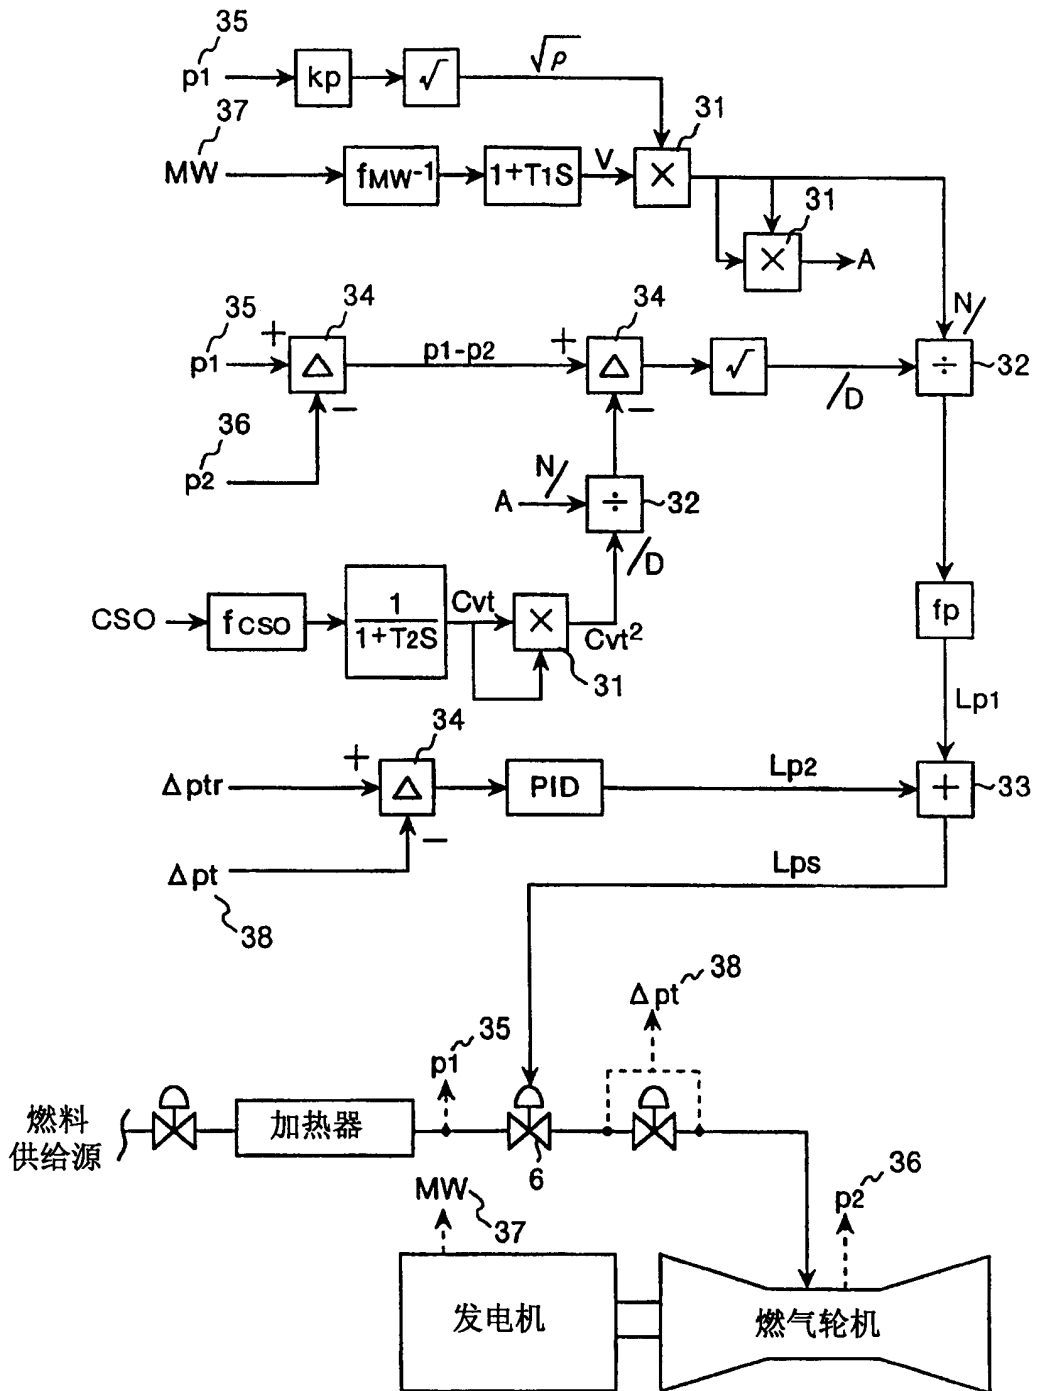 35
p1 kp √ √ρ
37
MW fMW-1 1+T1S V × 31
31
× A
35 + 34 34 N/
p1 Δ p1-p2 + Δ √ /D ÷ 32
− −
36
p2
N/
A ÷ 32
/D
CSO fCSO 1/1+T2S Cvt × Cvt2 fp
31
Lp1
34
+
Δptr Δ PID Lp2 + 33
−
Δpt Lps
38
38
Δpt
35
p1
燃料
供给源 加热器
6
MW 36
37 p2
发电机 燃气轮机